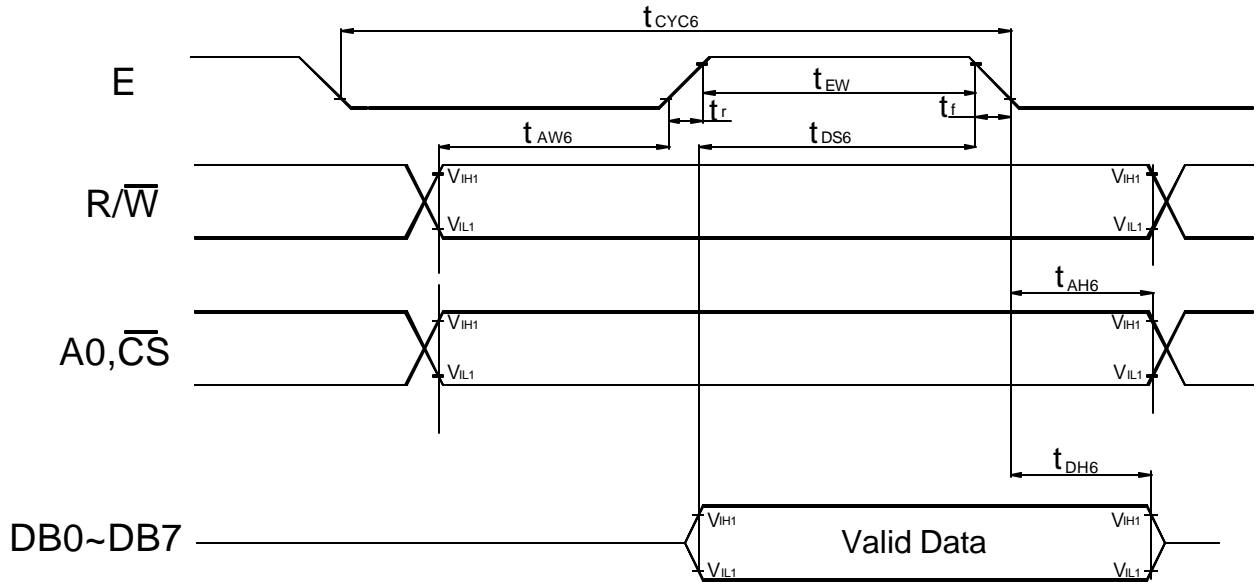 tCYC6
E
tEW
tr
tf
tAW6
tDS6
R/W̅
VIH1
VIH1
VIL1
VIL1
tAH6
A0,C̅S̅
VIH1
VIH1
VIL1
VIL1
tDH6
DB0~DB7
VIH1
Valid Data
VIH1
VIL1
VIL1